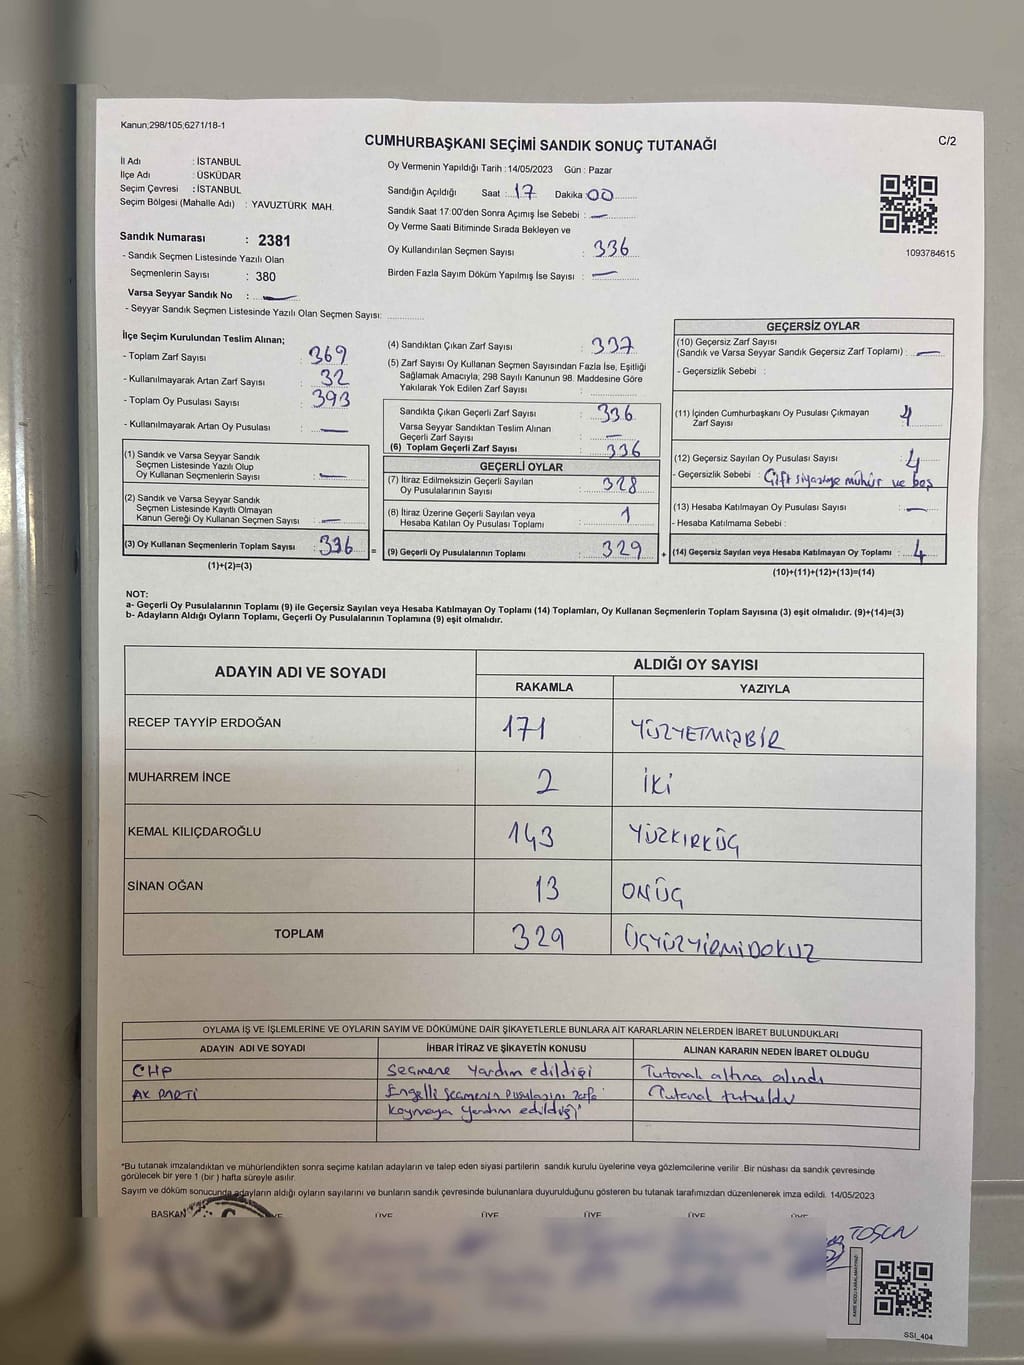 Kanun;298/105;6271/18-1
CUMHURBAŞKANI SEÇİMİ SANDIK SONUÇ TUTANAĞI
C/2
İl Adı : İSTANBUL
İlçe Adı : ÜSKÜDAR
Seçim Çevresi : İSTANBUL
Seçim Bölgesi (Mahalle Adı) : YAVUZTÜRK MAH.
Oy Vermenin Yapıldığı Tarih : 14/05/2023 Gün : Pazar
Sandığın Açıldığı Saat : 17 Dakika 00
Sandık Saat 17:00'den Sonra Açımış İse Sebebi : —
Oy Verme Saati Bitiminde Sırada Bekleyen ve
Oy Kullandırılan Seçmen Sayısı : 336
Birden Fazla Sayım Döküm Yapılmış İse Sayısı : —
1093784615
Sandık Numarası : 2381
- Sandık Seçmen Listesinde Yazılı Olan
Seçmenlerin Sayısı : 380
Varsa Seyyar Sandık No : —
- Seyyar Sandık Seçmen Listesinde Yazılı Olan Seçmen Sayısı:
İlçe Seçim Kurulundan Teslim Alınan;
- Toplam Zarf Sayısı : 369
- Kullanılmayarak Artan Zarf Sayısı : 32
- Toplam Oy Pusulası Sayısı : 393
- Kullanılmayarak Artan Oy Pusulası : —
(1) Sandık ve Varsa Seyyar Sandık
Seçmen Listesinde Yazılı Olup
Oy Kullanan Seçmenlerin Sayısı : —
(2) Sandık ve Varsa Seyyar Sandık
Seçmen Listesinde Kayıtlı Olmayan
Kanun Gereği Oy Kullanan Seçmen Sayısı : —
(3) Oy Kullanan Seçmenlerin Toplam Sayısı : 336 =
(1)+(2)=(3)
(4) Sandıktan Çıkan Zarf Sayısı : 337
(5) Zarf Sayısı Oy Kullanan Seçmen Sayısından Fazla İse, Eşitliği
Sağlamak Amacıyla; 298 Sayılı Kanunun 98. Maddesine Göre
Yakılarak Yok Edilen Zarf Sayısı :
Sandıkta Çıkan Geçerli Zarf Sayısı : 336
Varsa Seyyar Sandıktan Teslim Alınan
Geçerli Zarf Sayısı : —
(6) Toplam Geçerli Zarf Sayısı : 336
GEÇERLİ OYLAR
(7) İtiraz Edilmeksizin Geçerli Sayılan
Oy Pusulalarının Sayısı : 328
(8) İtiraz Üzerine Geçerli Sayılan veya
Hesaba Katılan Oy Pusulası Toplamı : 1
(9) Geçerli Oy Pusulalarının Toplamı : 329 +
GEÇERSİZ OYLAR
(10) Geçersiz Zarf Sayısı
(Sandık ve Varsa Seyyar Sandık Geçersiz Zarf Toplamı) : —
- Geçersizlik Sebebi :
(11) İçinden Cumhurbaşkanı Oy Pusulası Çıkmayan
Zarf Sayısı : 4
(12) Geçersiz Sayılan Oy Pusulası Sayısı : 4
- Geçersizlik Sebebi : Çift siyasiye mühür ve boş
(13) Hesaba Katılmayan Oy Pusulası Sayısı : —
- Hesaba Katılmama Sebebi :
(14) Geçersiz Sayılan veya Hesaba Katılmayan Oy Toplamı : 4
(10)+(11)+(12)+(13)=(14)
NOT:
a- Geçerli Oy Pusulalarının Toplamı (9) ile Geçersiz Sayılan veya Hesaba Katılmayan Oy Toplamı (14) Toplamları, Oy Kullanan Seçmenlerin Toplam Sayısına (3) eşit olmalıdır. (9)+(14)=(3)
b- Adayların Aldığı Oyların Toplamı, Geçerli Oy Pusulalarının Toplamına (9) eşit olmalıdır.
ADAYIN ADI VE SOYADI
ALDIĞI OY SAYISI
RAKAMLA YAZIYLA
RECEP TAYYİP ERDOĞAN 171 YÜZYETMİŞBİR
MUHARREM İNCE 2 İKİ
KEMAL KILIÇDAROĞLU 143 YÜZKIRKÜÇ
SİNAN OĞAN 13 ONÜÇ
TOPLAM 329 ÜÇYÜZYİRMİDOKUZ
OYLAMA İŞ VE İŞLEMLERİNE VE OYLARIN SAYIM VE DÖKÜMÜNE DAİR ŞİKAYETLERLE BUNLARA AİT KARARLARIN NELERDEN İBARET BULUNDUKLARI
ADAYIN ADI VE SOYADI İHBAR İTİRAZ VE ŞİKAYETİN KONUSU ALINAN KARARIN NEDEN İBARET OLDUĞU
CHP Seçmene Yardım edildiği Tutanak altına alındı
AK PARTİ Engelli seçmenin pusulasını zarfa Tutanak tutuldu
koymaya yardım edildiği
*Bu tutanak imzalandıktan ve mühürlendikten sonra seçime katılan adayların ve talep eden siyasi partilerin sandık kurulu üyelerine veya gözlemcilerine verilir .Bir nüshası da sandık çevresinde
görülecek bir yere 1 (bir ) hafta süreyle asılır.
Sayım ve döküm sonucunda adayların aldığı oyların sayılarını ve bunların sandık çevresinde bulunanlara duyurulduğunu gösteren bu tutanak tarafımızdan düzenlenerek imza edildi. 14/05/2023
BAŞKAN ÜYE ÜYE ÜYE ÜYE ÜYE
TOSUN
SSI_404